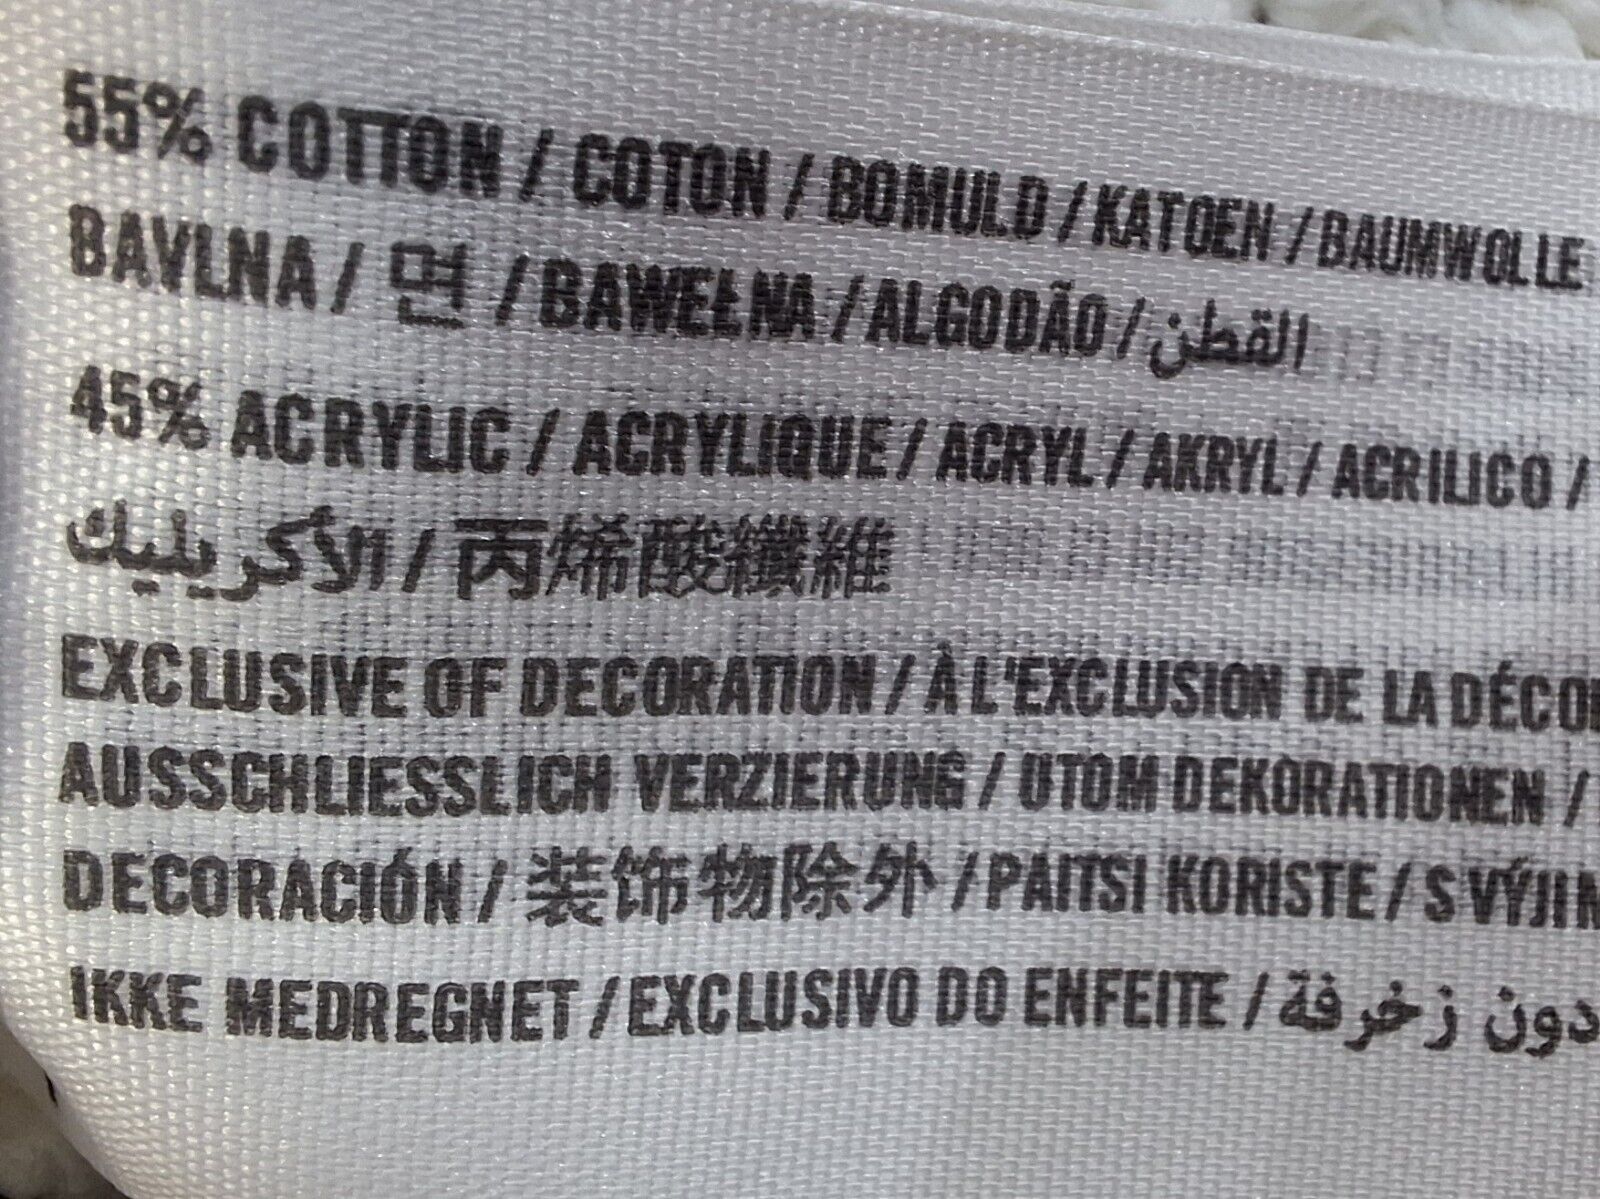 55% COTTON / COTON / BOMULD / KATOEN / BAUMWOLLE
BAVLNA / 면 / BAWEŁNA / ALGODÃO / القطن
45% ACRYLIC / ACRYLIQUE / ACRYL / AKRYL / ACRILICO /
الأكريليك / 丙烯酸纖維
EXCLUSIVE OF DECORATION / À L'EXCLUSION DE LA
AUSSCHLIESSLICH VERZIERUNG / UTOM DEKORATIONEN /
DECORACIÓN / 装饰物除外 / PAITSI KORISTE / S
IKKE MEDREGNET / EXCLUSIVO DO ENFEITE / دون زخرفة